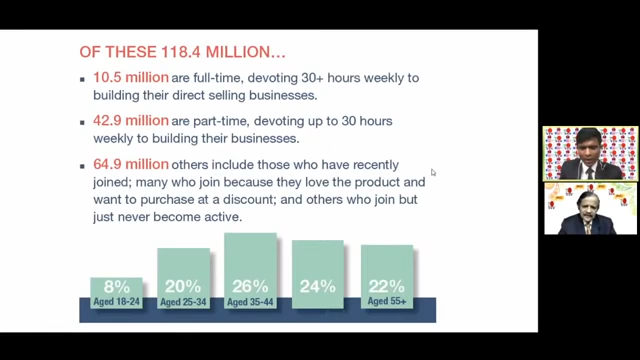 OF THESE 118.4 MILLION...
10.5 million are full-time, devoting 30+ hours weekly to
building their direct selling businesses.
42.9 million are part-time, devoting up to 30 hours
weekly to building their businesses.
64.9 million others include those who have recently
joined; many who join because they love the product and
want to purchase at a discount; and others who join but
just never become active.
8% 20% 26% 24% 22%
Aged 18-24 Aged 25-34 Aged 35-44 Aged 55+